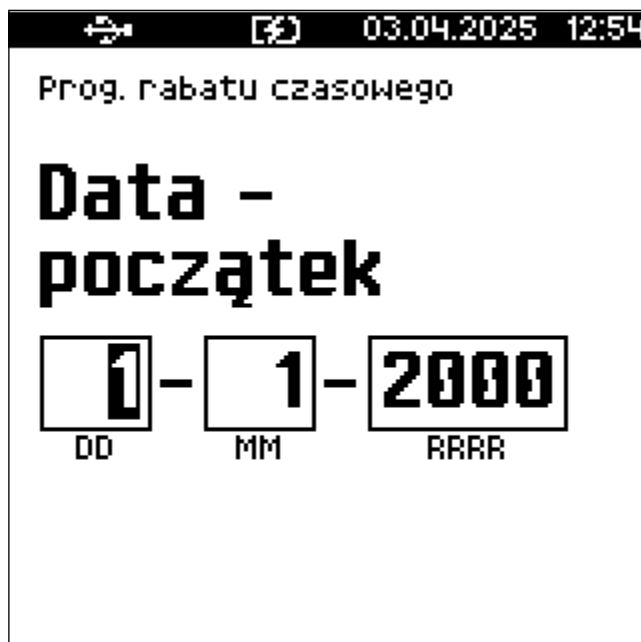 03.04.2025 12:54
Prog. rabatu czasowego
Data -
początek
1 - 1 - 2000
DD MM RRRR